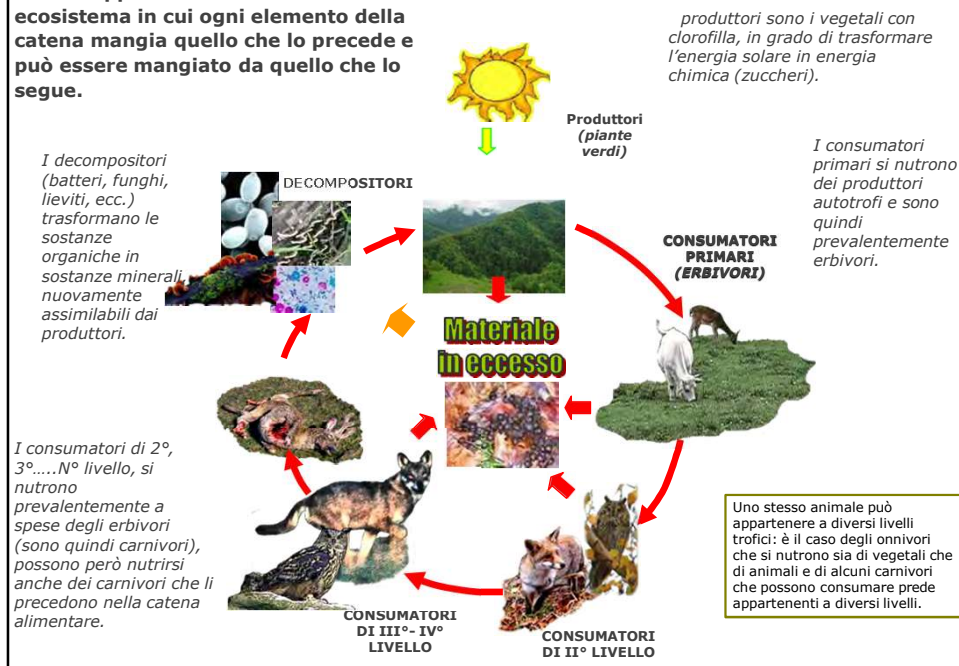 ecosistema in cui ogni elemento della
catena mangia quello che lo precede e
può essere mangiato da quello che lo
segue.
produttori sono i vegetali con
clorofilla, in grado di trasformare
l’energia solare in energia
chimica (zuccheri).
Produttori
(piante
verdi)
I decompositori
(batteri, funghi,
lieviti, ecc.)
trasformano le
sostanze
organiche in
sostanze minerali
nuovamente
assimilabili dai
produttori.
DECOMPOSITORI
I consumatori
primari si nutrono
dei produttori
autotrofi e sono
quindi
prevalentemente
erbivori.
CONSUMATORI
PRIMARI
(ERBIVORI)
Materiale
in eccesso
I consumatori di 2°,
3°.....N° livello, si
nutrono
prevalentemente a
spese degli erbivori
(sono quindi carnivori),
possono però nutrirsi
anche dei carnivori che li
precedono nella catena
alimentare.
Uno stesso animale può
appartenere a diversi livelli
trofici: è il caso degli onnivori
che si nutrono sia di vegetali che
di animali e di alcuni carnivori
che possono consumare prede
appartenenti a diversi livelli.
CONSUMATORI
DI III°- IV°
LIVELLO
CONSUMATORI
DI II° LIVELLO